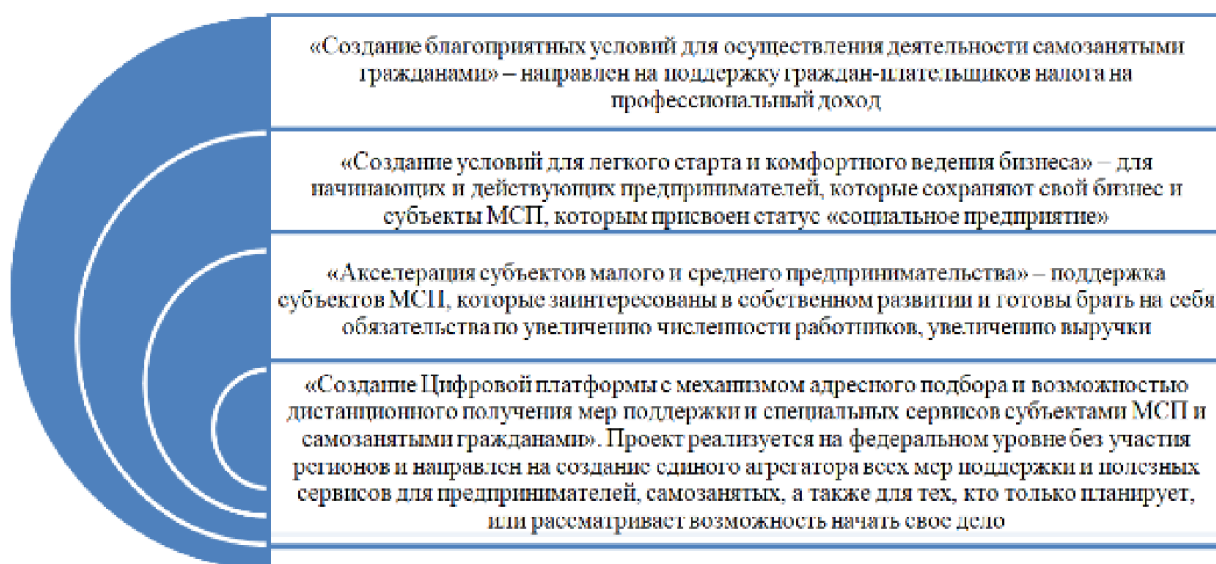 «Создание благоприятных условий для осуществления деятельности самозанятыми
гражданами» – направлен на поддержку граждан-плательщиков налога на
профессиональный доход
«Создание условий для легкого старта и комфортного ведения бизнеса» – для
начинающих и действующих предпринимателей, которые сохраняют свой бизнес и
субъекты МСП, которым присвоен статус «социальное предприятие»
«Акселерация субъектов малого и среднего предпринимательства» – поддержка
субъектов МСП, которые заинтересованы в собственном развитии и готовы брать на себя
обязательства по увеличению численности работников, увеличению выручки
«Создание Цифровой платформы с механизмом адресного подбора и возможностью
дистанционного получения мер поддержки и специальных сервисов субъектами МСП и
самозанятыми гражданами». Проект реализуется на федеральном уровне без участия
регионов и направлен на создание единого агрегатора всех мер поддержки и полезных
сервисов для предпринимателей, самозанятых, а также для тех, кто только планирует,
или рассматривает возможность начать свое дело